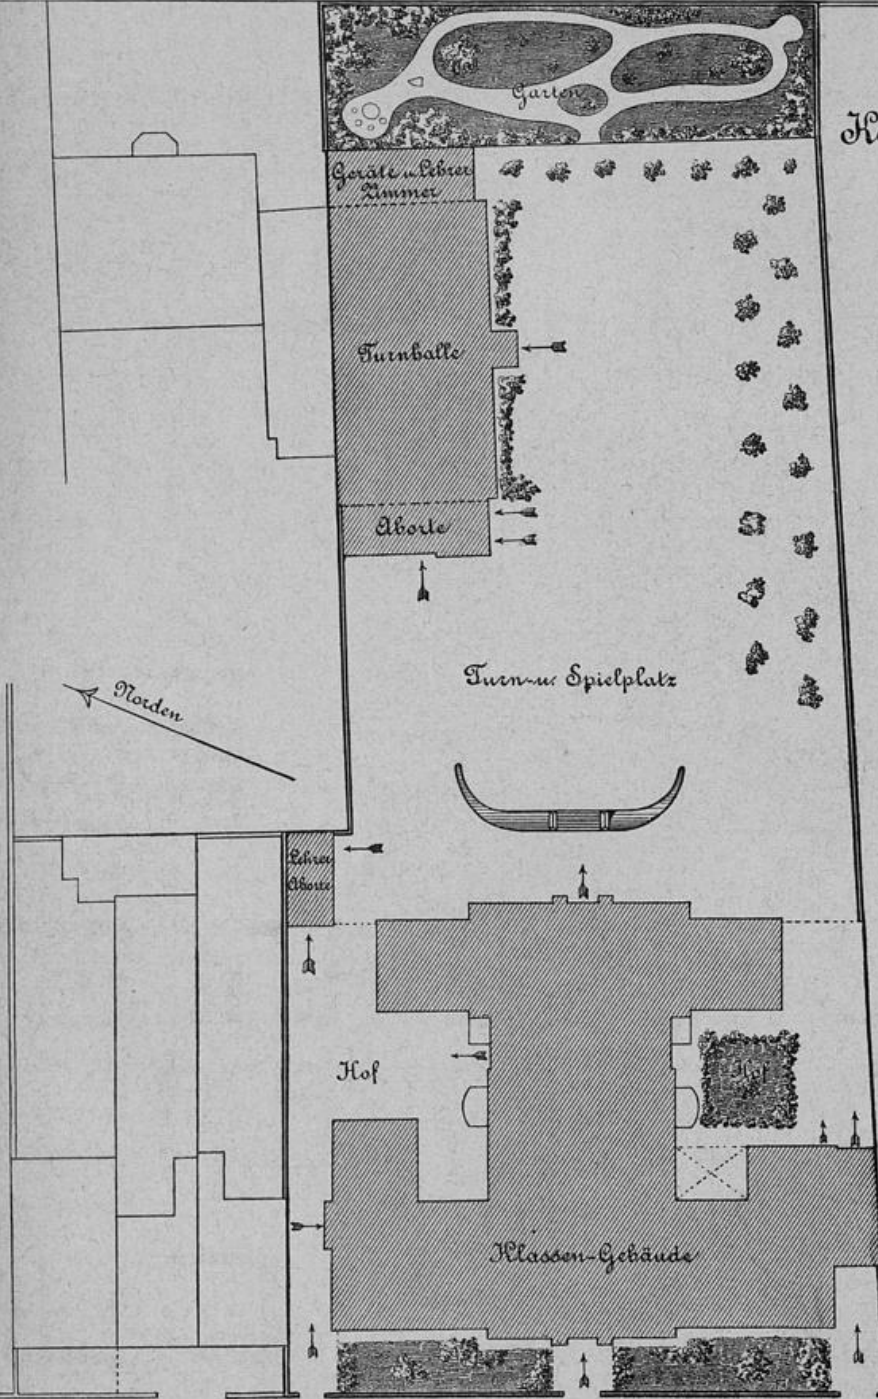 Garten
Geräte u. Lehrer
Zimmer
Turnhalle
Aborte
Turn- u. Spielplatz
Norden
Lehrer
Aborte
Hof
Hof
Klassen-Gebäude